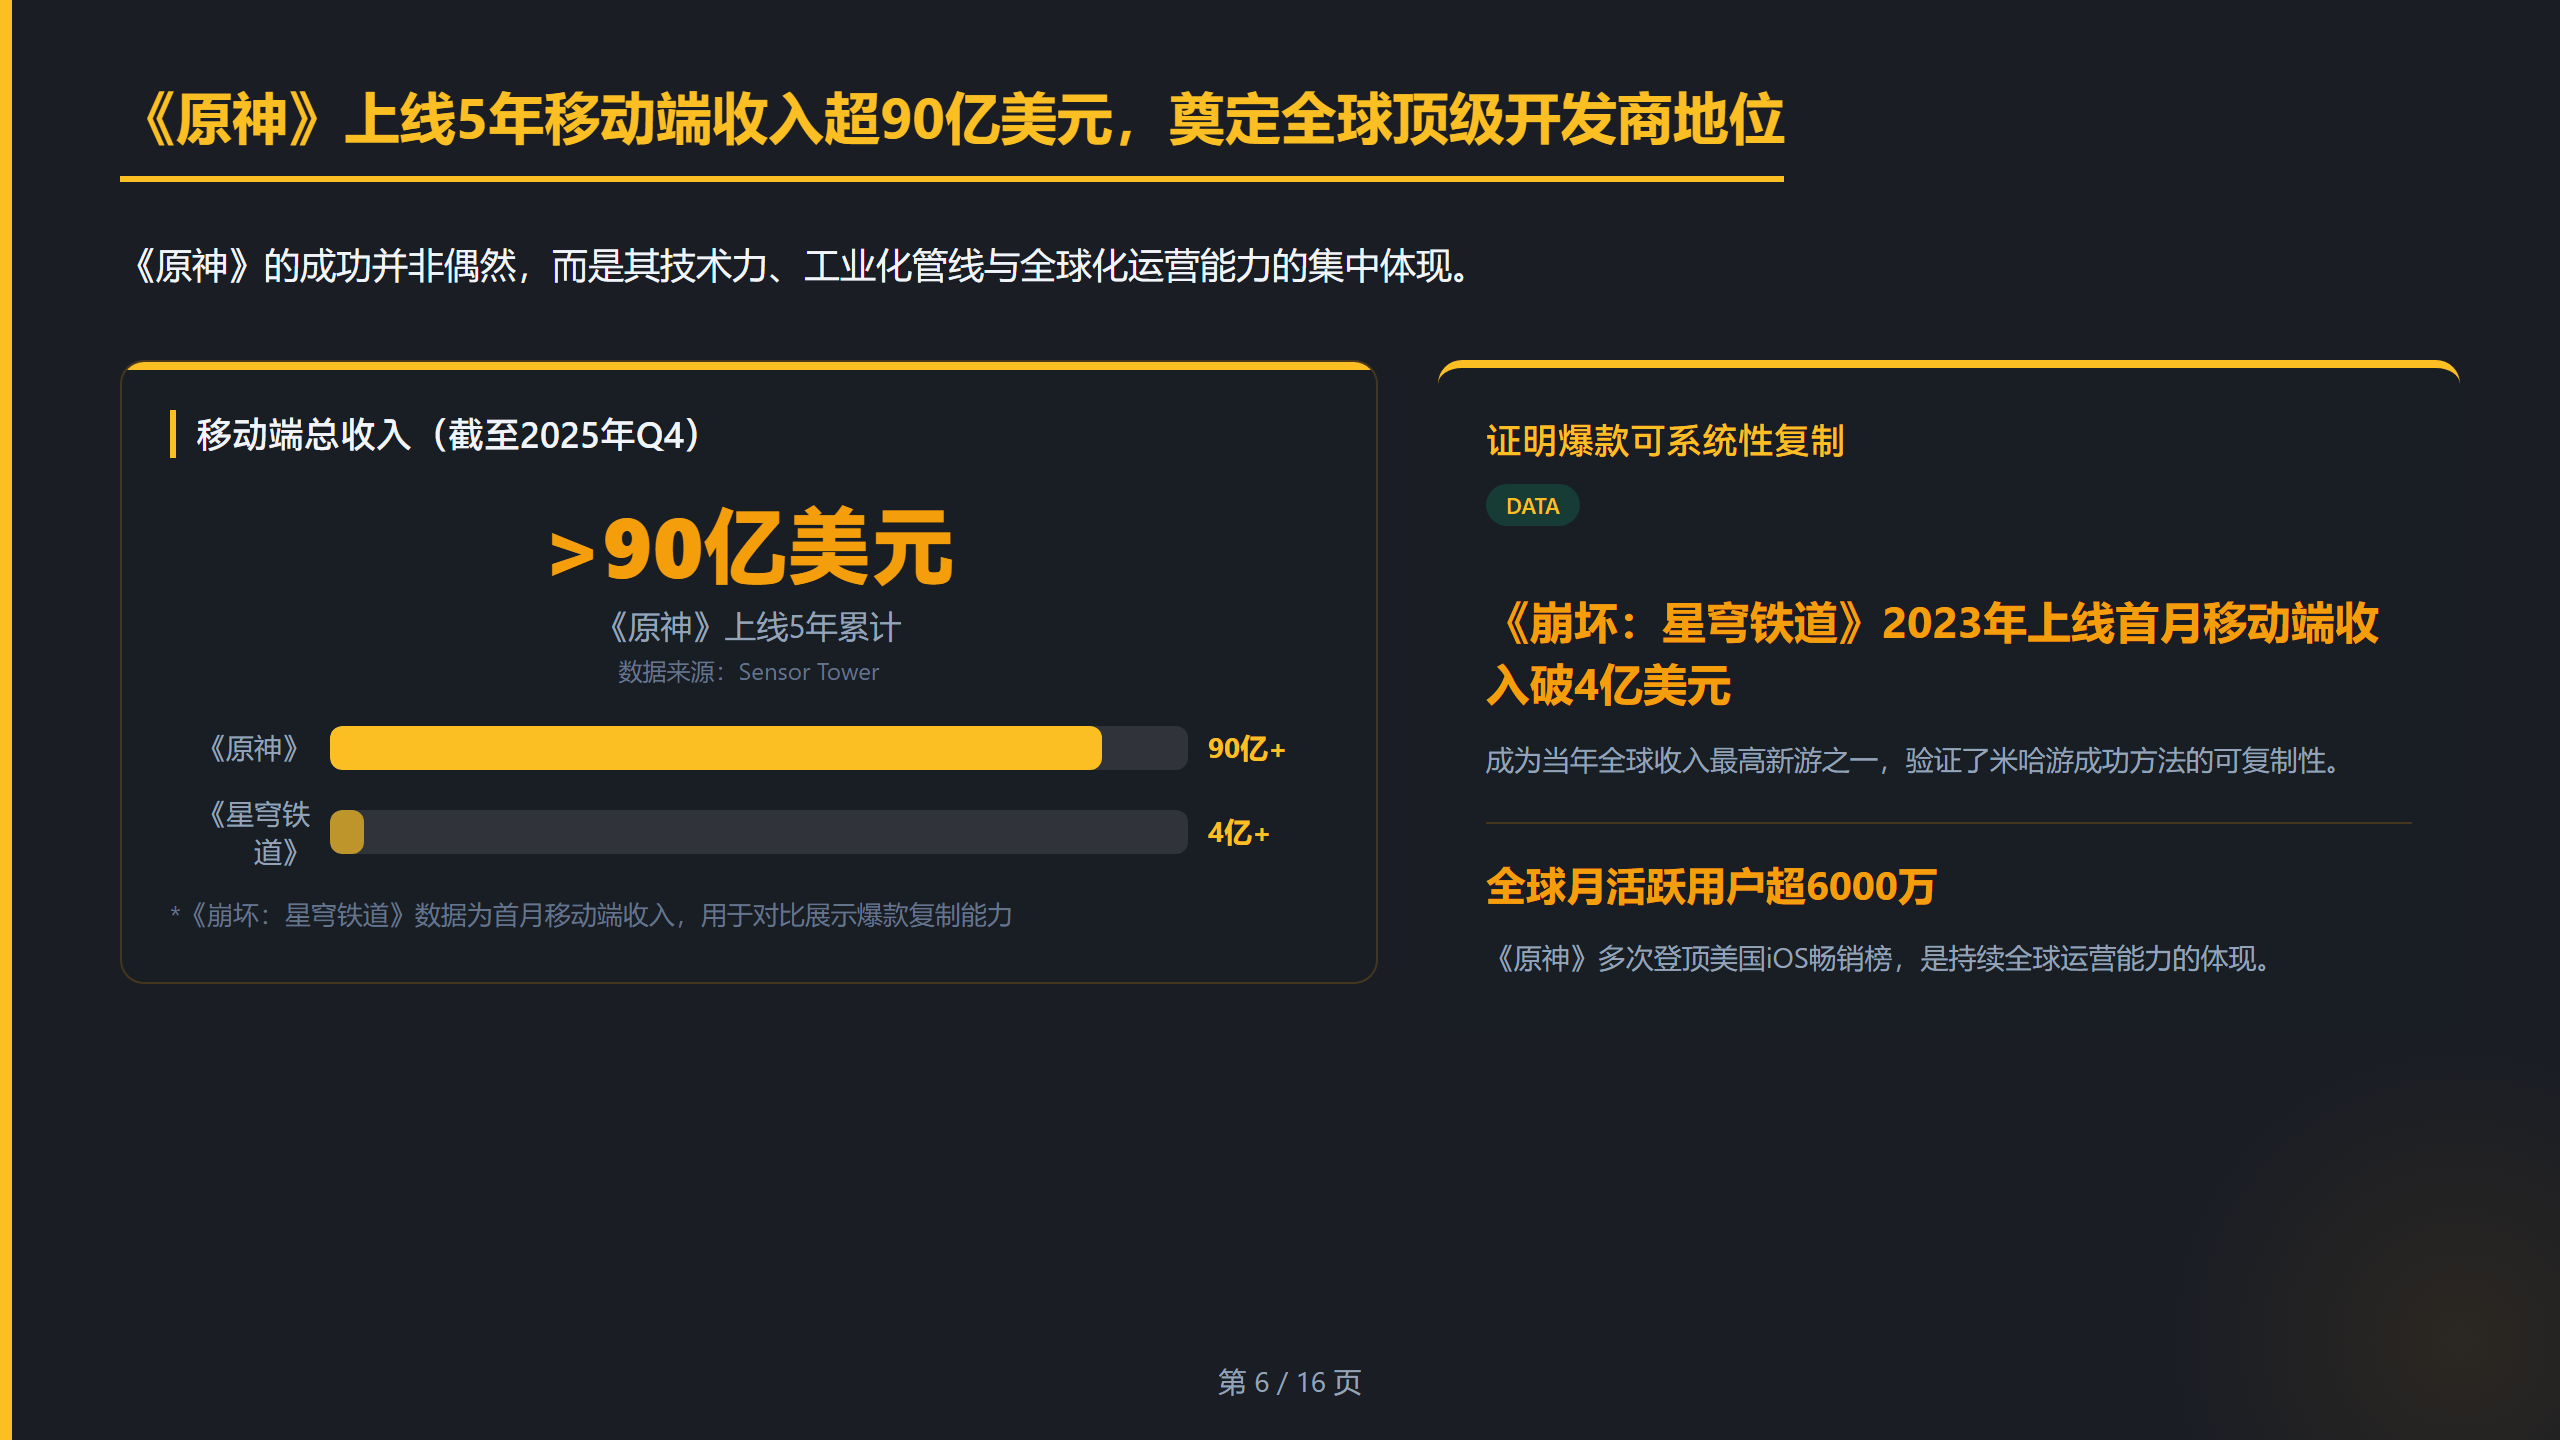 《原神》上线5年移动端收入超90亿美元，奠定全球顶级开发商地位
《原神》的成功并非偶然，而是其技术力、工业化管线与全球化运营能力的集中体现。
移动端总收入（截至2025年Q4）
>90亿美元
《原神》上线5年累计
数据来源：Sensor Tower
《原神》
90亿+
《星穹铁
道》
4亿+
*《崩坏：星穹铁道》数据为首月移动端收入，用于对比展示爆款复制能力
证明爆款可系统性复制
DATA
《崩坏：星穹铁道》2023年上线首月移动端收
入破4亿美元
成为当年全球收入最高新游之一，验证了米哈游成功方法的可复制性。
全球月活跃用户超6000万
《原神》多次登顶美国iOS畅销榜，是持续全球运营能力的体现。
第 6 / 16 页